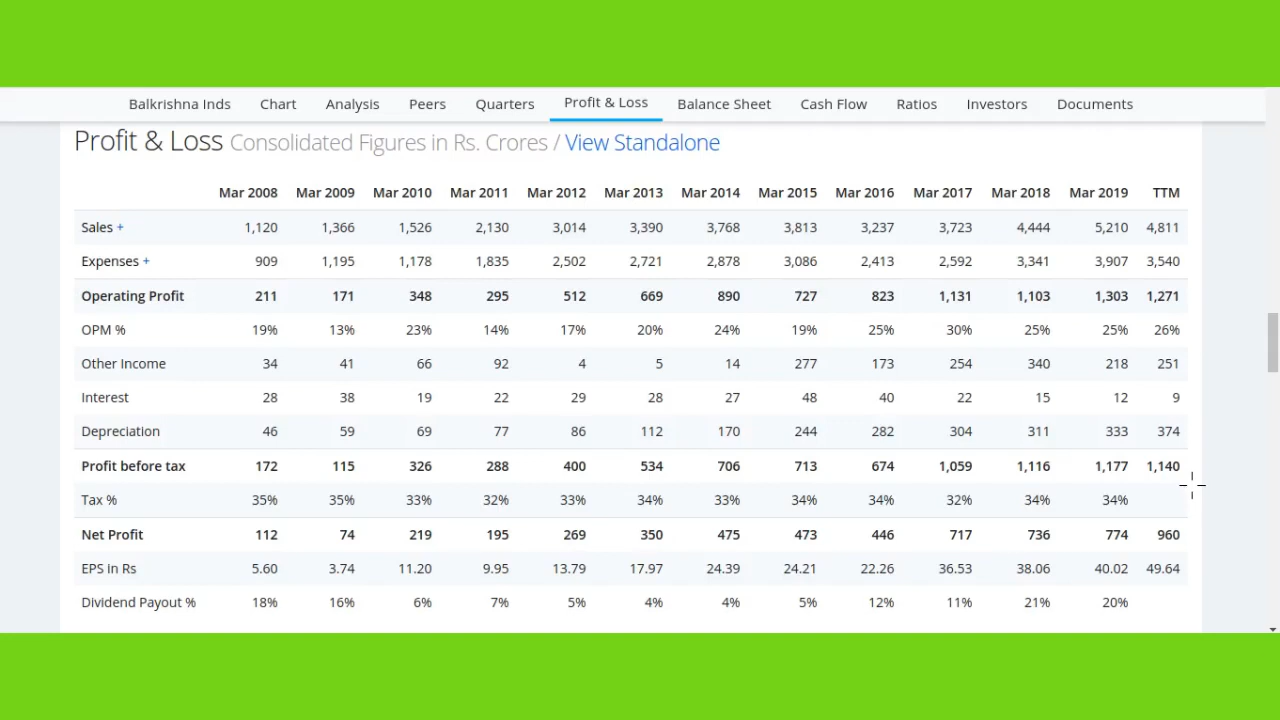 Balkrishna Inds Chart Analysis Peers Quarters Profit & Loss Balance Sheet Cash Flow Ratios Investors Documents
Profit & Loss Consolidated Figures in Rs. Crores / View Standalone
Mar 2008 Mar 2009 Mar 2010 Mar 2011 Mar 2012 Mar 2013 Mar 2014 Mar 2015 Mar 2016 Mar 2017 Mar 2018 Mar 2019 TTM
Sales + 1,120 1,366 1,526 2,130 3,014 3,390 3,768 3,813 3,237 3,723 4,444 5,210 4,811
Expenses + 909 1,195 1,178 1,835 2,502 2,721 2,878 3,086 2,413 2,592 3,341 3,907 3,540
Operating Profit 211 171 348 295 512 669 890 727 823 1,131 1,103 1,303 1,271
OPM % 19% 13% 23% 14% 17% 20% 24% 19% 25% 30% 25% 25% 26%
Other Income 34 41 66 92 4 5 14 277 173 254 340 218 251
Interest 28 38 19 22 29 28 27 48 40 22 15 12 9
Depreciation 46 59 69 77 86 112 170 244 282 304 311 333 374
Profit before tax 172 115 326 288 400 534 706 713 674 1,059 1,116 1,177 1,140
Tax % 35% 35% 33% 32% 33% 34% 33% 34% 34% 32% 34% 34%
Net Profit 112 74 219 195 269 350 475 473 446 717 736 774 960
EPS in Rs 5.60 3.74 11.20 9.95 13.79 17.97 24.39 24.21 22.26 36.53 38.06 40.02 49.64
Dividend Payout % 18% 16% 6% 7% 5% 4% 4% 5% 12% 11% 21% 20%